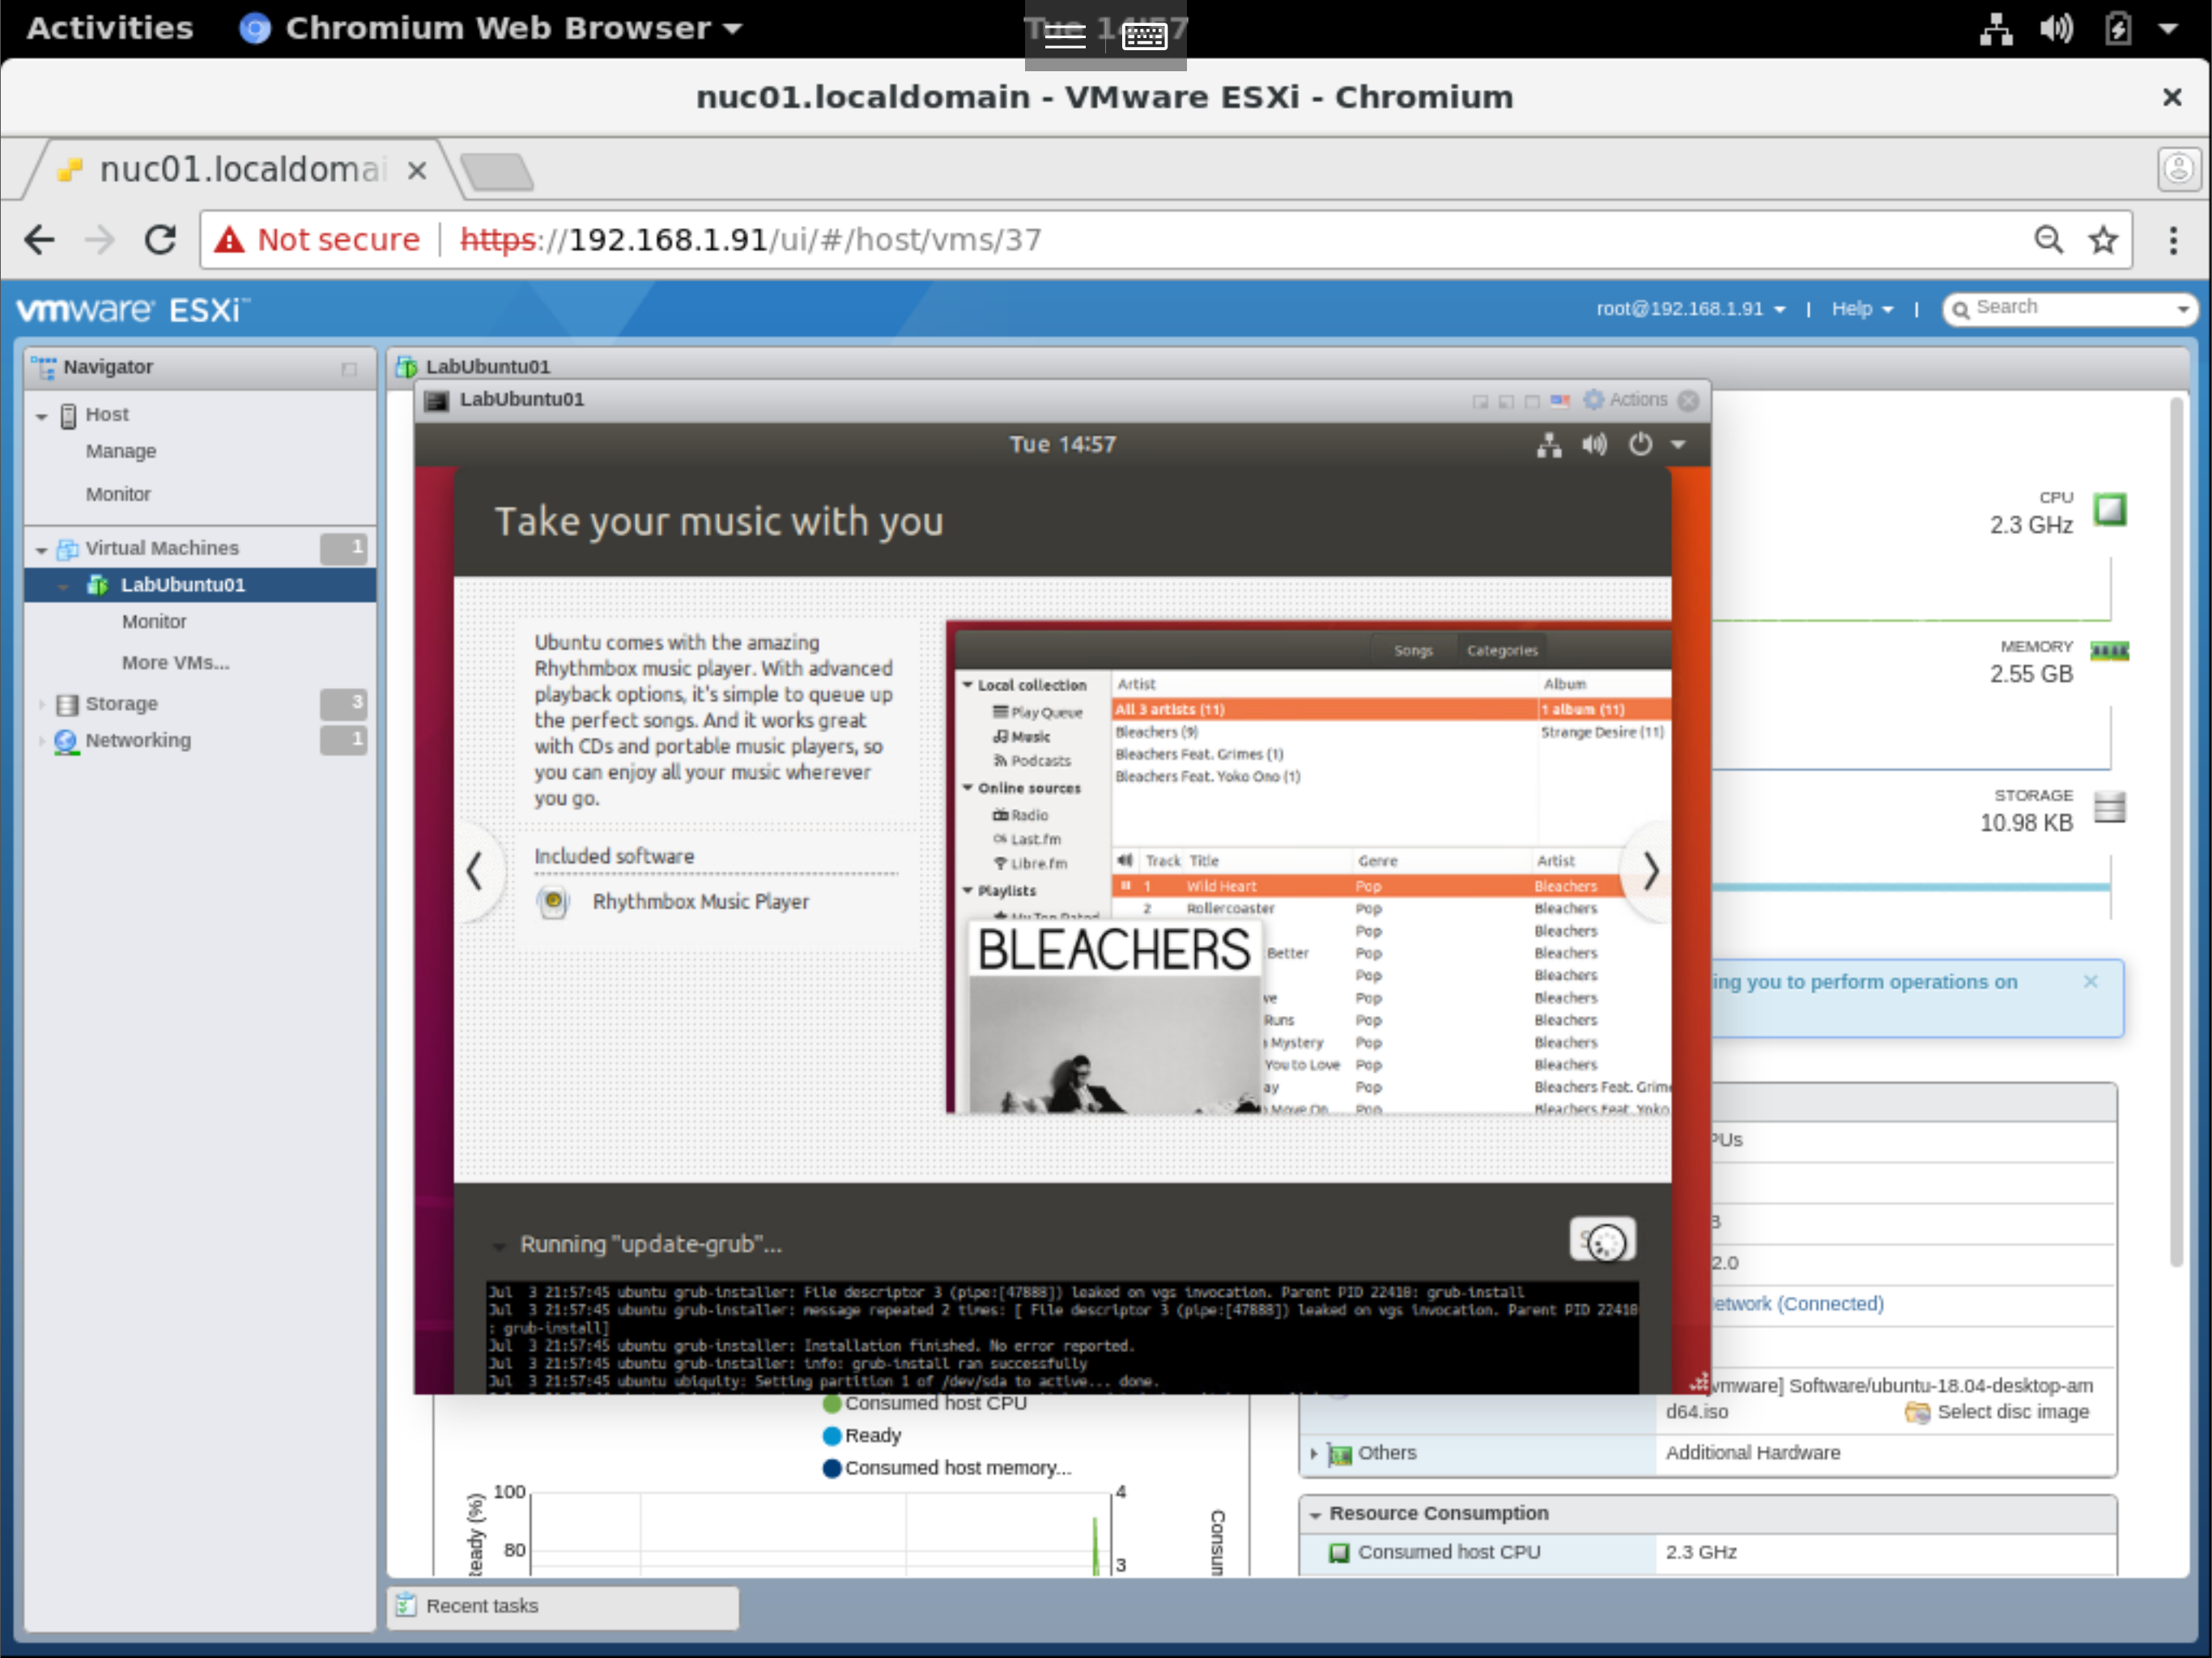 Activities
Chromium Web Browser
Tue 14:57
nuc01.localdomain - VMware ESXi - Chromium
nuc01.localdomai
Not secure
https://192.168.1.91/ui/#/host/vms/37
vmware ESXi™
root@192.168.1.91 | Help |
Search
Navigator
Host
Manage
Monitor
Virtual Machines 1
LabUbuntu01
Monitor
More VMs...
Storage 3
Networking 1
LabUbuntu01
LabUbuntu01
Actions
Tue 14:57
Take your music with you
Ubuntu comes with the amazing
Rhythmbox music player. With advanced
playback options, it's simple to queue up
the perfect songs. And it works great
with CDs and portable music players, so
you can enjoy all your music wherever
you go.
Included software
Rhythmbox Music Player
Songs Categories
Local collection
Play Queue
Music
Podcasts
Online sources
Radio
Last.fm
Libre.fm
Playlists
My Top Rated
Artist Album
All 3 artists (11) 1 album (11)
Bleachers (9) Strange Desire (11)
Bleachers Feat. Grimes (1)
Bleachers Feat. Yoko Ono (1)
Track Title Genre Artist
1 Wild Heart Pop Bleachers
2 Rollercoaster Pop Bleachers
Pop Bleachers
Better Pop Bleachers
Pop Bleachers
ve Pop Bleachers
Runs Pop Bleachers
Mystery Pop Bleachers
You to Love Pop Bleachers
ay Pop Bleachers Feat. Grime
Move On Pop Bleachers Feat. Yoko
BLEACHERS
Running "update-grub"...
Jul 3 21:57:45 ubuntu grub-installer: File descriptor 3 (pipe:[47888]) leaked on vgs invocation. Parent PID 22410: grub-install
Jul 3 21:57:45 ubuntu grub-installer: message repeated 2 times: [ File descriptor 3 (pipe:[47888]) leaked on vgs invocation. Parent PID 22410
: grub-install]
Jul 3 21:57:45 ubuntu grub-installer: Installation finished. No error reported.
Jul 3 21:57:45 ubuntu grub-installer: info: grub-install ran successfully
Jul 3 21:57:45 ubuntu ubiquity: Setting partition 1 of /dev/sda to active... done.
CPU
2.3 GHz
MEMORY
2.55 GB
STORAGE
10.98 KB
ing you to perform operations on
PUs
B
2.0
etwork (Connected)
vmware] Software/ubuntu-18.04-desktop-am
d64.iso
Select disc image
Others
Additional Hardware
Resource Consumption
Consumed host CPU
2.3 GHz
Consumed host CPU
Ready
Consumed host memory...
100
80
4
3
eady (%)
Consum
Recent tasks